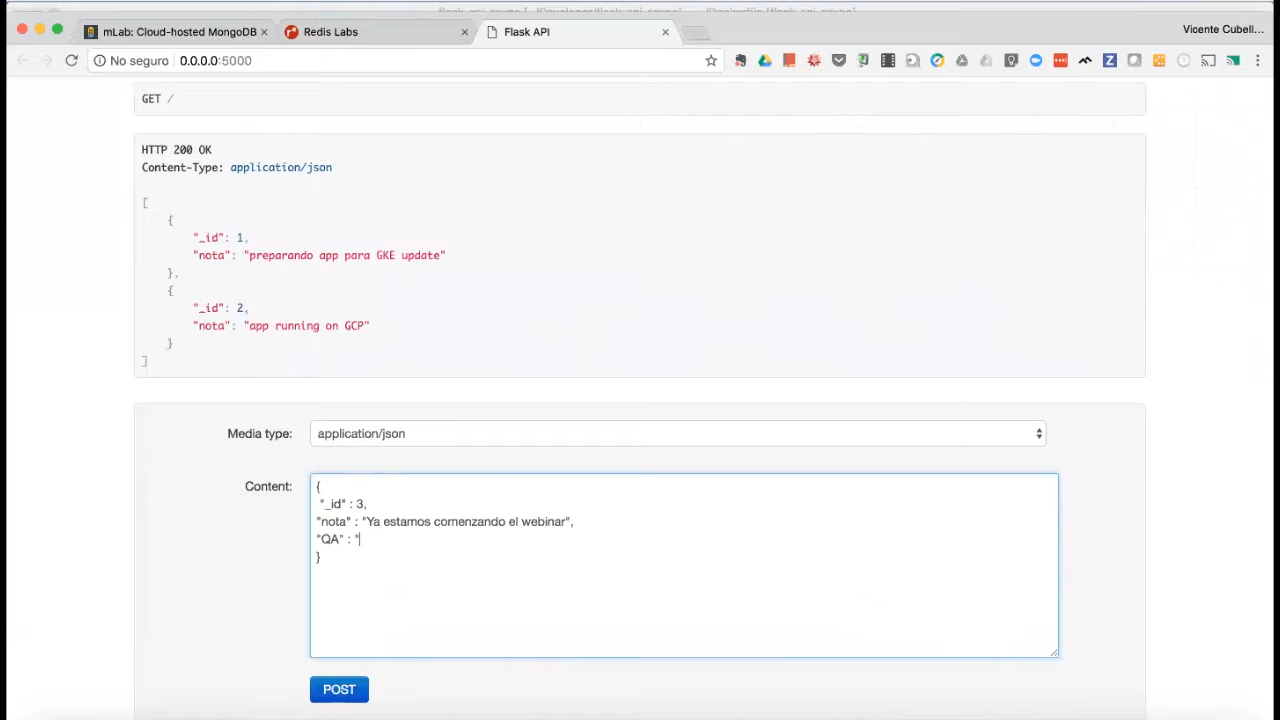 mLab: Cloud-hosted MongoDB
Redis Labs
Flask API
Vicente Cubell...
No seguro
0.0.0.0:5000
GET /
HTTP 200 OK
Content-Type: application/json
[
{
"_id": 1,
"nota": "preparando app para GKE update"
},
{
"_id": 2,
"nota": "app running on GCP"
}
]
Media type:
application/json
Content:
{
"_id" : 3,
"nota" : "Ya estamos comenzando el webinar",
"QA" : "
}
POST